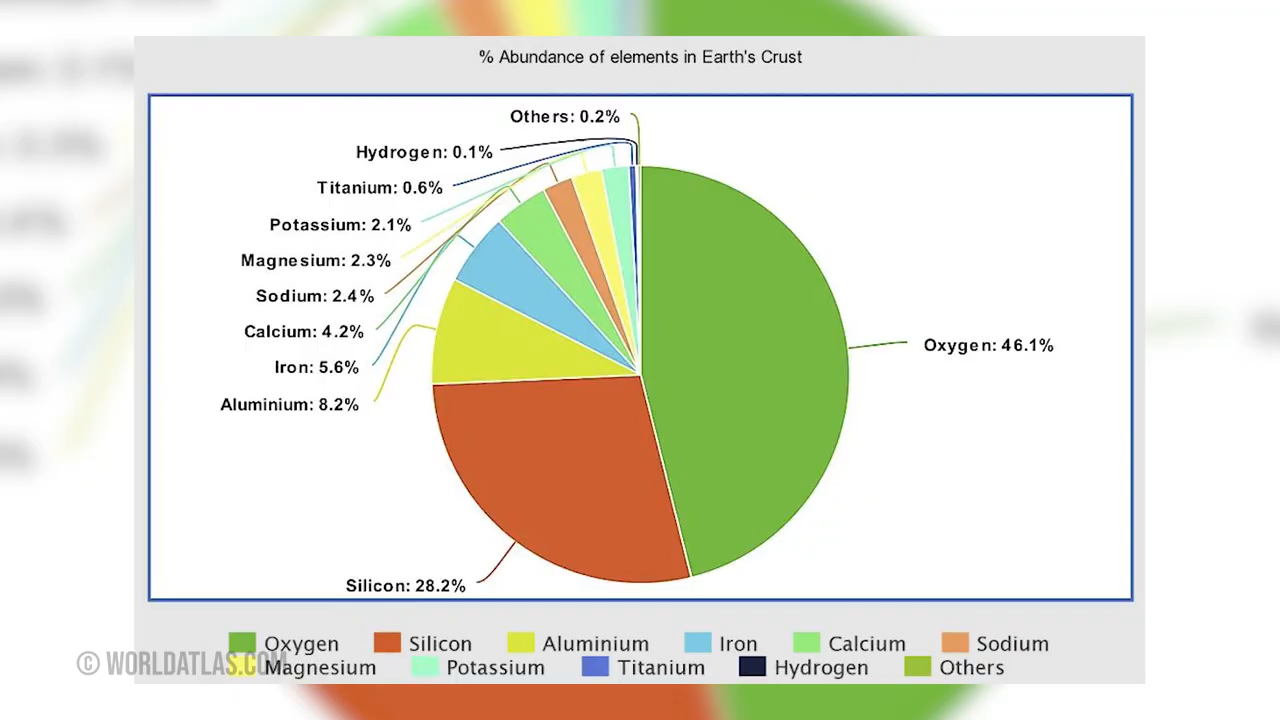 % Abundance of elements in Earth's Crust
Others: 0.2%
Hydrogen: 0.1%
Titanium: 0.6%
Potassium: 2.1%
Magnesium: 2.3%
Sodium: 2.4%
Calcium: 4.2%
Iron: 5.6%
Aluminium: 8.2%
Oxygen: 46.1%
Silicon: 28.2%
Oxygen Silicon Aluminium Iron Calcium Sodium
Magnesium Potassium Titanium Hydrogen Others
© WORLDATLAS.COM